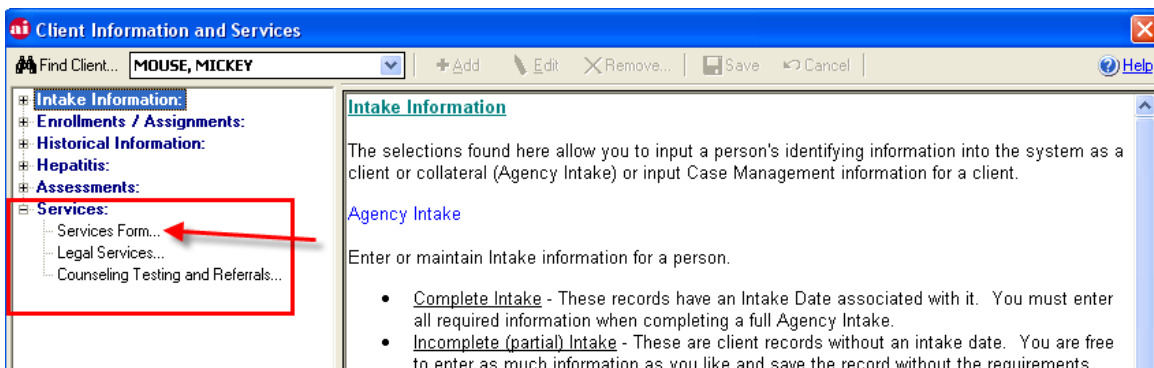 ai Client Information and Services
Find Client... MOUSE, MICKEY Add Edit Remove... Save Cancel Help
Intake Information:
Enrollments / Assignments:
Historical Information:
Hepatitis:
Assessments:
Services:
Services Form...
Legal Services...
Counseling Testing and Referrals...
Intake Information
The selections found here allow you to input a person's identifying information into the system as a
client or collateral (Agency Intake) or input Case Management information for a client.
Agency Intake
Enter or maintain Intake information for a person.
• Complete Intake - These records have an Intake Date associated with it. You must enter
all required information when completing a full Agency Intake.
• Incomplete (partial) Intake - These are client records without an intake date. You are free
to enter as much information as you like and save the record without the requirements